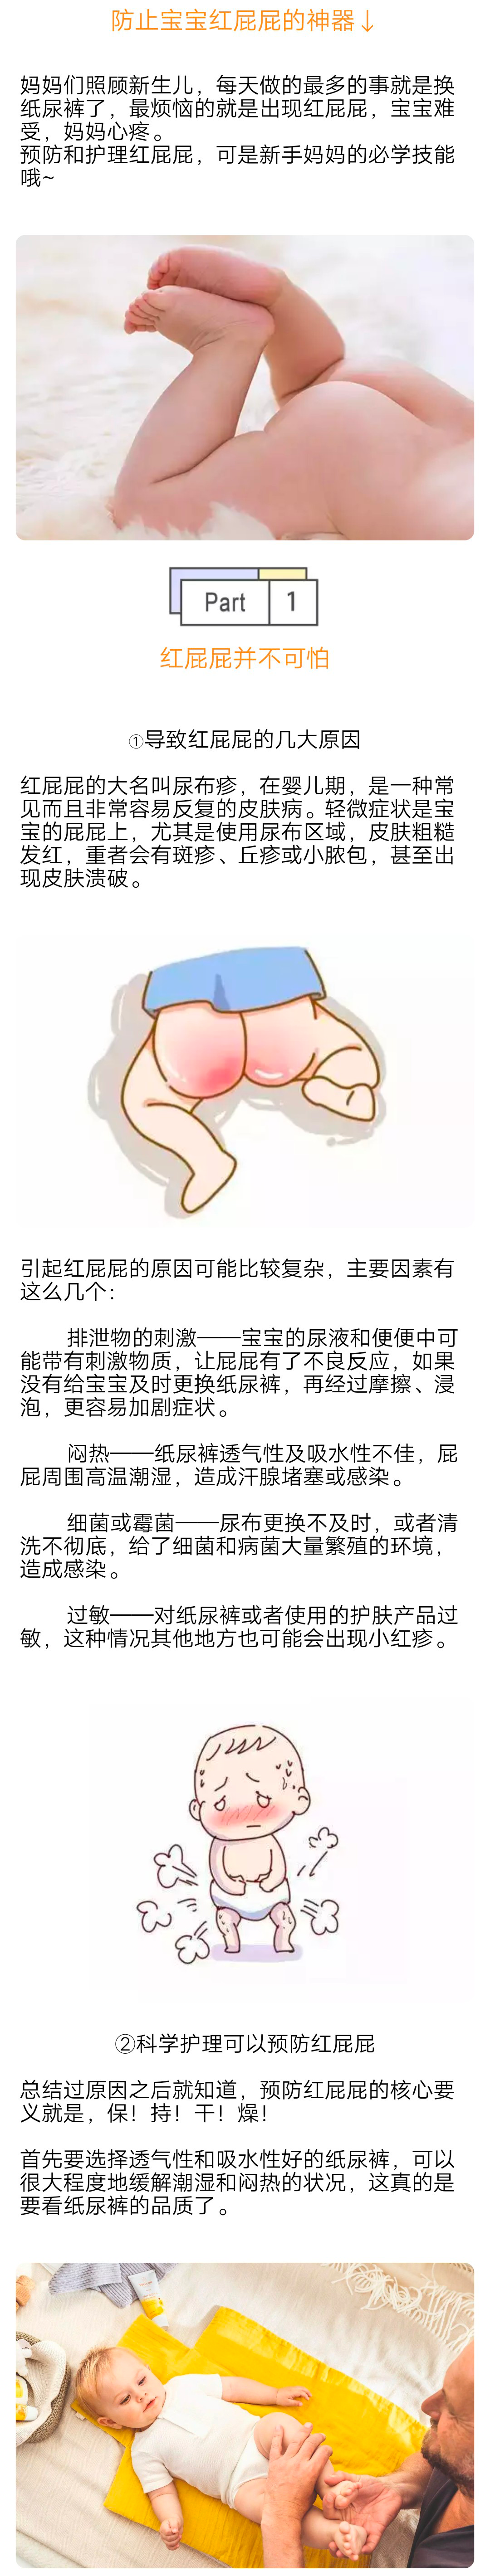 防止宝宝红屁屁的神器↓
妈妈们照顾新生儿，每天做的最多的事就是换
纸尿裤了，最烦恼的就是出现红屁屁，宝宝难
受，妈妈心疼。
预防和护理红屁屁，可是新手妈妈的必学技能
哦~
Part 1
红屁屁并不可怕
①导致红屁屁的几大原因
红屁屁的大名叫尿布疹，在婴儿期，是一种常
见而且非常容易反复的皮肤病。轻微症状是宝
宝的屁屁上，尤其是使用尿布区域，皮肤粗糙
发红，重者会有斑疹、丘疹或小脓包，甚至出
现皮肤溃破。
引起红屁屁的原因可能比较复杂，主要因素有
这么几个：
排泄物的刺激——宝宝的尿液和便便中可
能带有刺激物质，让屁屁有了不良反应，如果
没有给宝宝及时更换纸尿裤，再经过摩擦、浸
泡，更容易加剧症状。
闷热——纸尿裤透气性及吸水性不佳，屁
屁周围高温潮湿，造成汗腺堵塞或感染。
细菌或霉菌——尿布更换不及时，或者清
洗不彻底，给了细菌和病菌大量繁殖的环境，
造成感染。
过敏——对纸尿裤或者使用的护肤产品过
敏，这种情况其他地方也可能会出现小红疹。
②科学护理可以预防红屁屁
总结过原因之后就知道，预防红屁屁的核心要
义就是，保！持！干！燥！
首先要选择透气性和吸水性好的纸尿裤，可以
很大程度地缓解潮湿和闷热的状况，这真的是
要看纸尿裤的品质了。